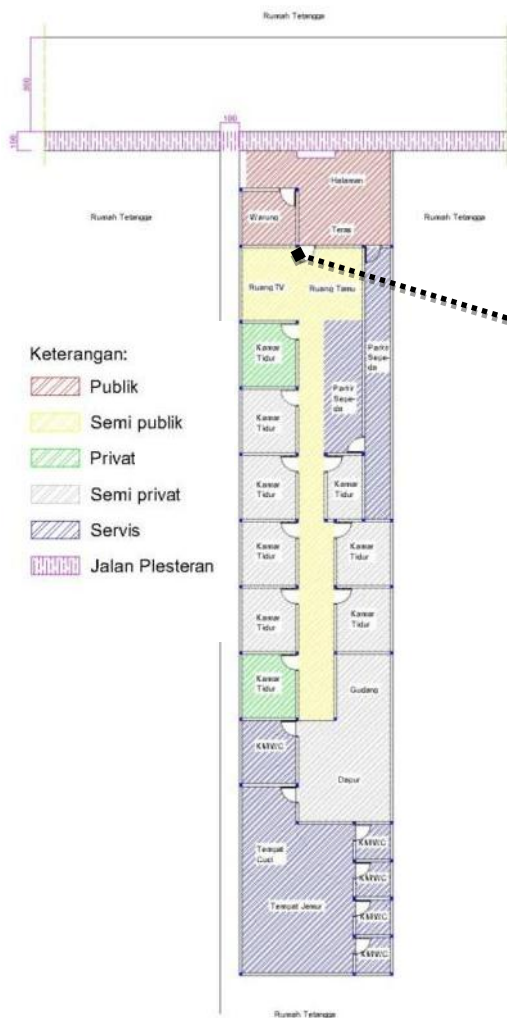 Rumah Tetangga
300
100
100
Halaman
Rumah Tetangga
Warung
Teras
Rumah Tetangga
Ruang TV
Ruang Tamu
Kamar
Tidur
Parkir
Sepe-
da
Parkir
Sepe-
da
Keterangan:
Publik
Semi publik
Privat
Semi privat
Servis
Jalan Plesteran
Kamar
Tidur
Kamar
Tidur
Kamar
Tidur
Kamar
Tidur
Kamar
Tidur
Kamar
Tidur
Kamar
Tidur
Kamar
Tidur
Gudang
KM/WC
Dapur
Tempat
Cuci
KM/WC
KM/WC
Tempat Jemur
KM/WC
KM/WC
Rumah Tetangga